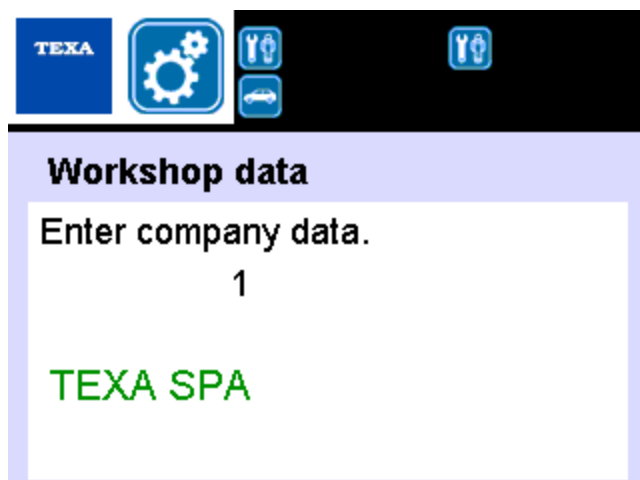 TEXA
Workshop data
Enter company data.
1
TEXA SPA